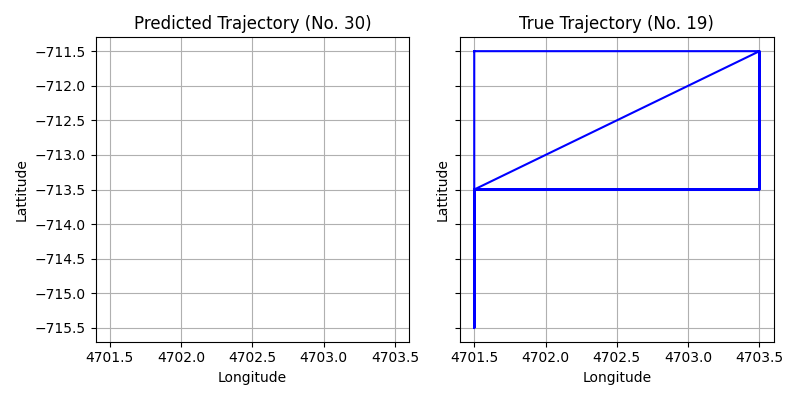 Predicted Trajectory (No. 30)
True Trajectory (No. 19)
Lattitude
−711.5
−712.0
−712.5
−713.0
−713.5
−714.0
−714.5
−715.0
−715.5
4701.5 4702.0 4702.5 4703.0 4703.5
Longitude
Lattitude
4701.5 4702.0 4702.5 4703.0 4703.5
Longitude